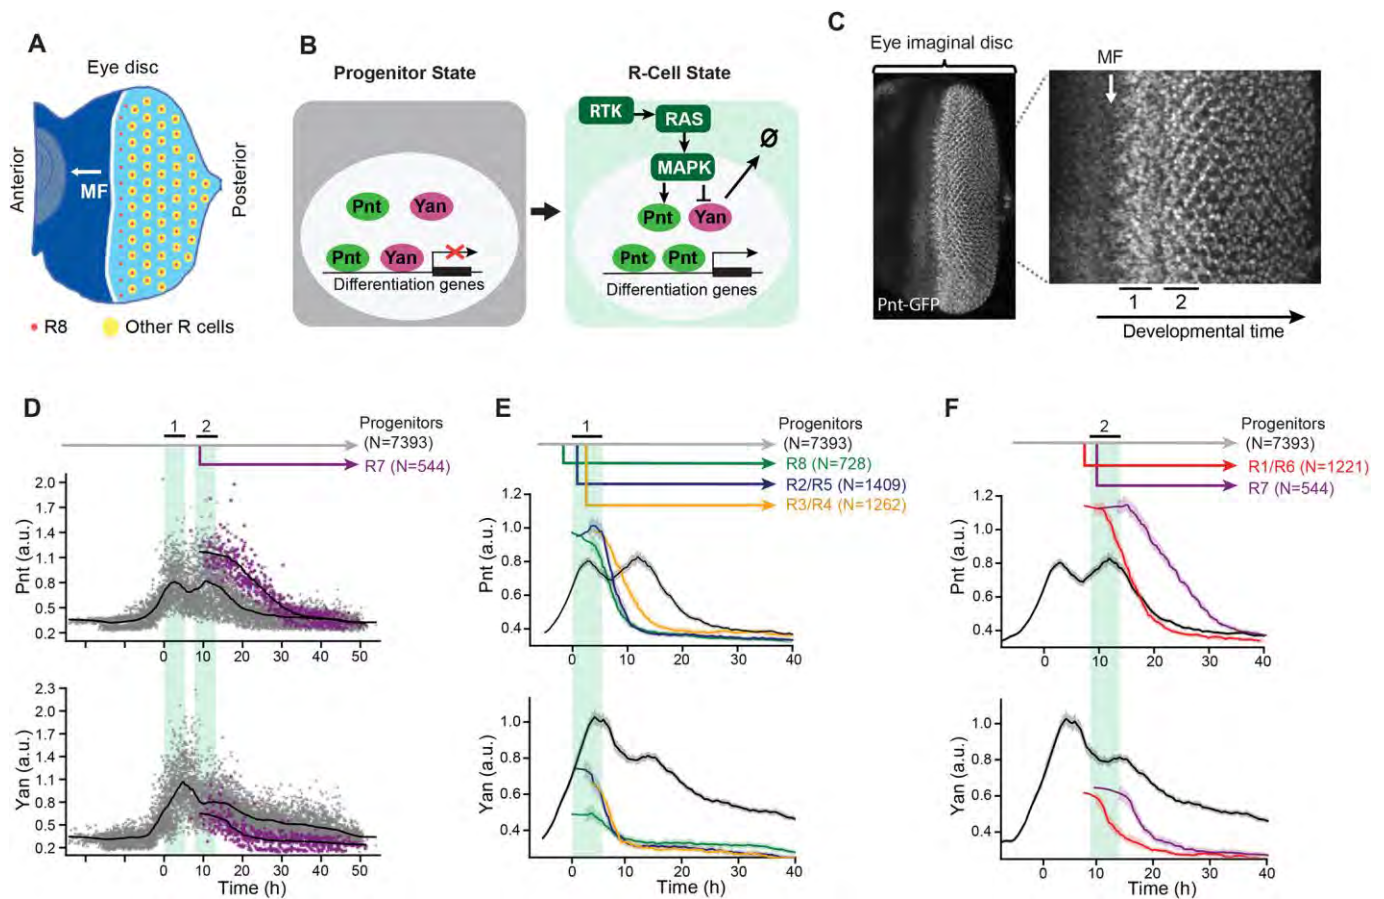 A
Eye disc
Anterior
MF
Posterior
R8
Other R cells
B
Progenitor State
R-Cell State
Pnt
Yan
Pnt
Yan
Differentiation genes
RTK
RAS
MAPK
Ø
Pnt
Yan
Pnt
Pnt
Differentiation genes
C
Eye imaginal disc
MF
Pnt-GFP
1
2
Developmental time
D
1
2
Progenitors
(N=7393)
R7 (N=544)
Pnt (a.u.)
2.0
1.7
1.4
1.1
0.8
0.5
0.2
0 10 20 30 40 50
Yan (a.u.)
2.3
2.0
1.7
1.4
1.1
0.8
0.5
0.2
0 10 20 30 40 50
Time (h)
E
1
Progenitors
(N=7393)
R8 (N=728)
R2/R5 (N=1409)
R3/R4 (N=1262)
Pnt (a.u.)
1.2
1.0
0.8
0.6
0.4
0 10 20 30 40
Yan (a.u.)
1.0
0.8
0.6
0.4
0 10 20 30 40
Time (h)
F
2
Progenitors
(N=7393)
R1/R6 (N=1221)
R7 (N=544)
Pnt (a.u.)
1.2
1.0
0.8
0.6
0.4
0 10 20 30 40
Yan (a.u.)
1.0
0.8
0.6
0.4
0 10 20 30 40
Time (h)